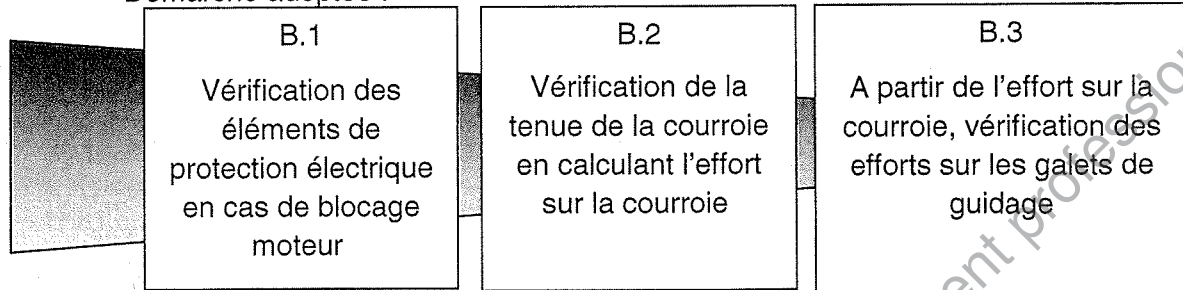 Démarche adoptée :
B.1
Vérification des
éléments de
protection électrique
en cas de blocage
moteur
B.2
Vérification de la
tenue de la courroie
en calculant l'effort
sur la courroie
B.3
A partir de l'effort sur la
courroie, vérification des
efforts sur les galets de
guidage